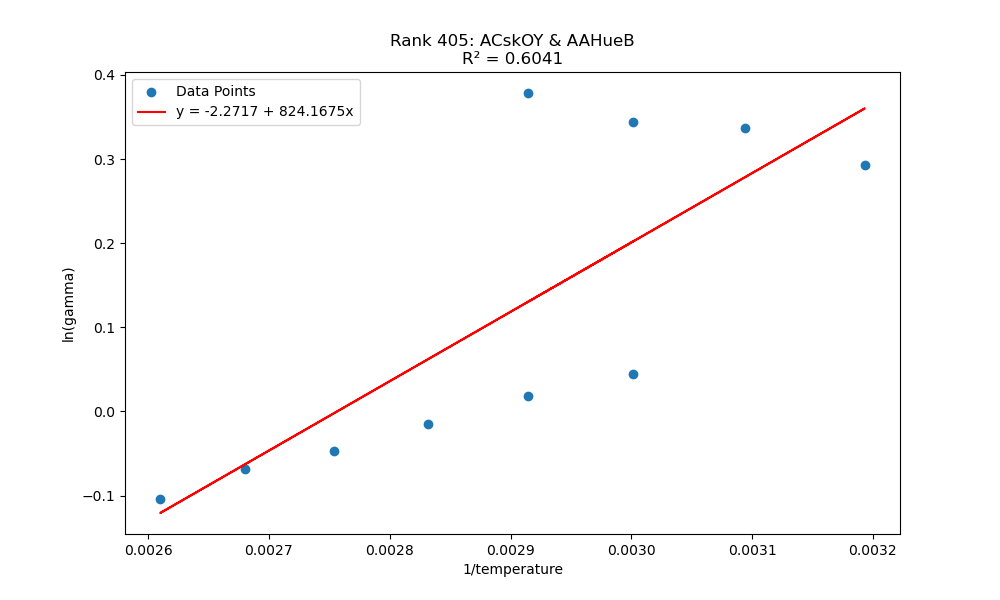 Rank 405: ACskOY & AAHueB
R² = 0.6041
Data Points
y = -2.2717 + 824.1675x
ln(gamma)
0.4
0.3
0.2
0.1
0.0
−0.1
0.0026 0.0027 0.0028 0.0029 0.0030 0.0031 0.0032
1/temperature